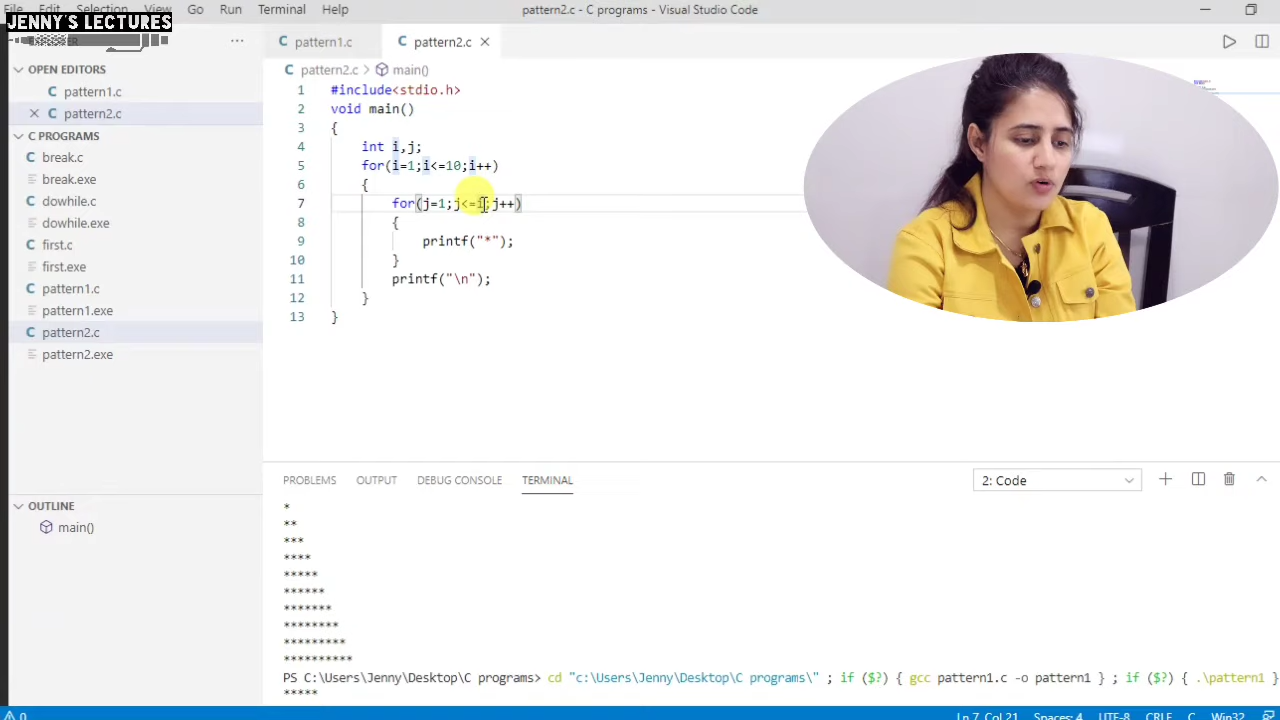 File Edit Selection View Go Run Terminal Help pattern2.c - C programs - Visual Studio Code
JENNY'S LECTURES
pattern1.c pattern2.c
OPEN EDITORS
pattern1.c
pattern2.c
C PROGRAMS
break.c
break.exe
dowhile.c
dowhile.exe
first.c
first.exe
pattern1.c
pattern1.exe
pattern2.c
pattern2.exe
OUTLINE
main()
pattern2.c > main()
1 #include<stdio.h>
2 void main()
3 {
4 int i,j;
5 for(i=1;i<=10;i++)
6 {
7 for(j=1;j<=i;j++)
8 {
9 printf("*");
10 }
11 printf("\n");
12 }
13 }
PROBLEMS OUTPUT DEBUG CONSOLE TERMINAL 2: Code
*
**
***
****
*****
******
*******
********
*********
**********
PS C:\Users\Jenny\Desktop\C programs> cd "c:\Users\Jenny\Desktop\C programs\" ; if ($?) { gcc pattern1.c -o pattern1 } ; if ($?) { .\pattern1 }
*****
0 Ln 7, Col 21 Spaces: 4 UTF-8 CRLF C Win32